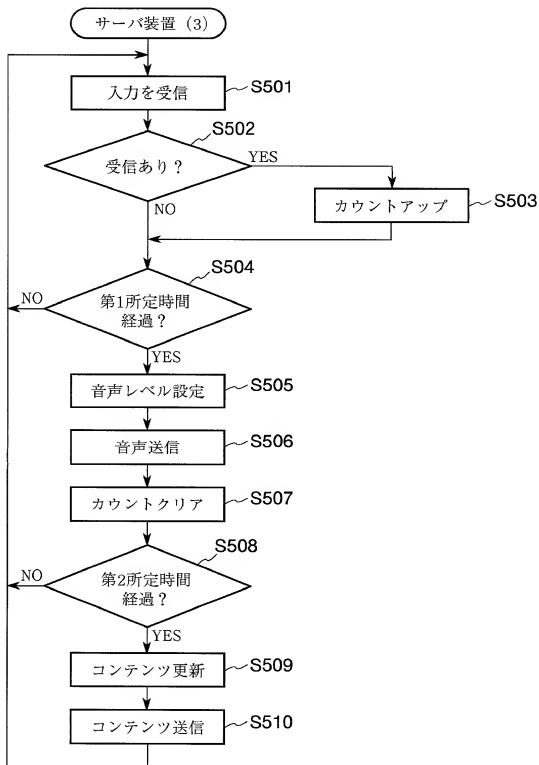 サーバ装置 (3)
入力を受信
S501
S502
受信あり？
YES
NO
カウントアップ
S503
S504
第1所定時間
経過？
NO
YES
音声レベル設定
S505
音声送信
S506
カウントクリア
S507
S508
第2所定時間
経過？
NO
YES
コンテンツ更新
S509
コンテンツ送信
S510